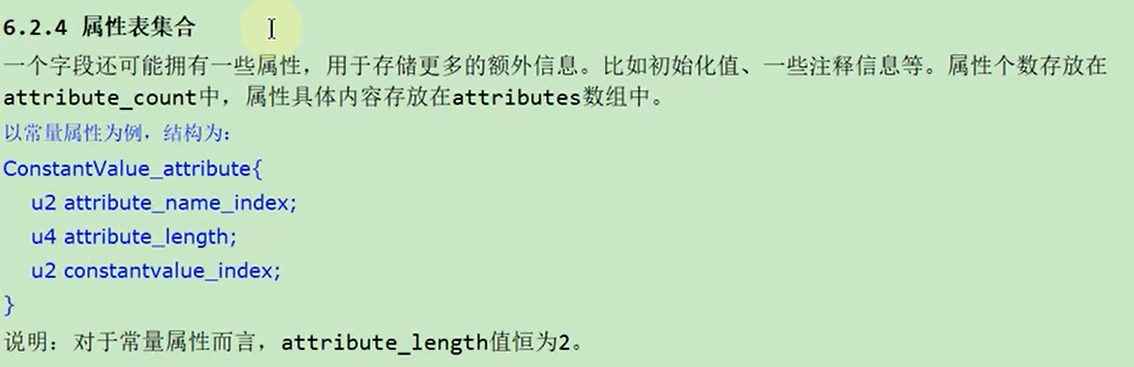 6.2.4 属性表集合
一个字段还可能拥有一些属性，用于存储更多的额外信息。比如初始化值、一些注释信息等。属性个数存放在
attribute_count中，属性具体内容存放在attributes数组中。
以常量属性为例，结构为：
ConstantValue_attribute{
u2 attribute_name_index;
u4 attribute_length;
u2 constantvalue_index;
}
说明：对于常量属性而言，attribute_length值恒为2。